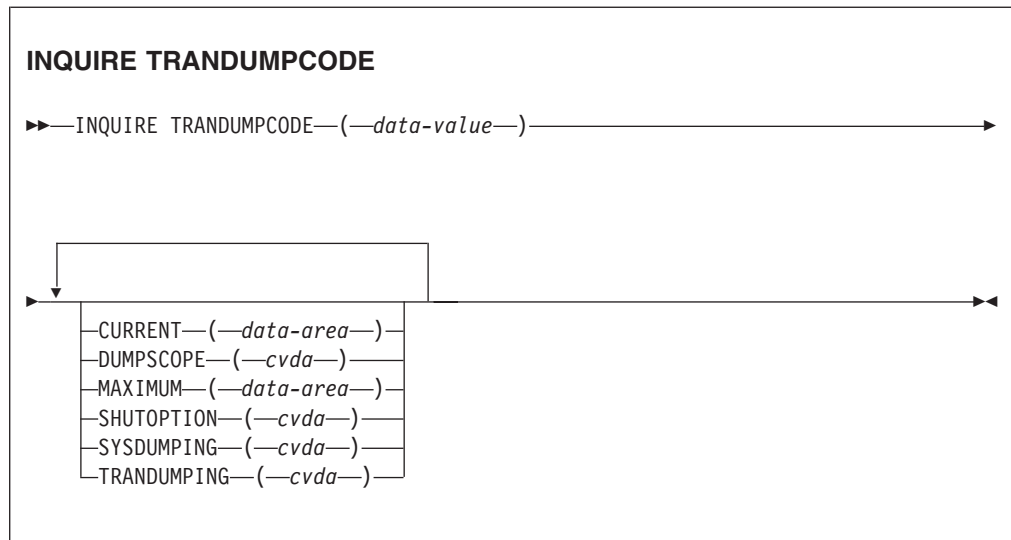 INQUIRE TRANDUMPCODE
INQUIRE TRANDUMPCODE ( data-value )
CURRENT ( data-area )
DUMPSCOPE ( cvda )
MAXIMUM ( data-area )
SHUTOPTION ( cvda )
SYSDUMPING ( cvda )
TRANDUMPING ( cvda )